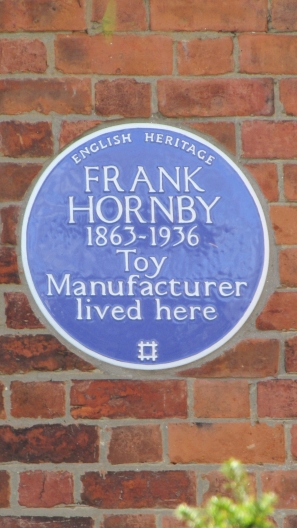 ENGLISH HERITAGE
FRANK
HORNBY
1863-1936
Toy
Manufacturer
lived here